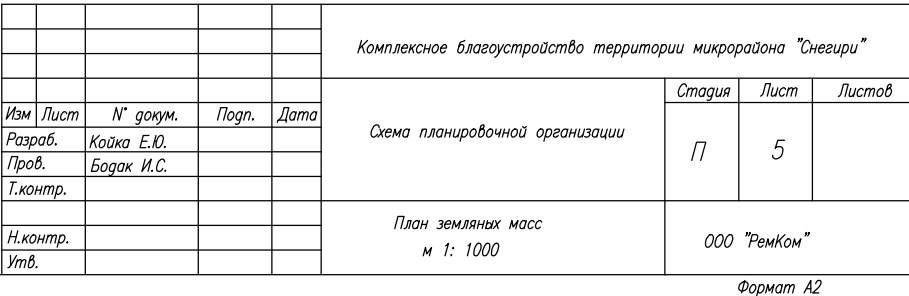 Комплексное благоустройство территории микрорайона "Снегири"
Изм Лист N° докум. Подп. Дата
Разраб. Койка Е.Ю.
Пров. Бодак И.С.
Т.контр.
Н.контр.
Утв.
Схема планировочной организации
Стадия Лист Листов
П 5
План земляных масс
м 1: 1000
ООО "РемКом"
Формат А2